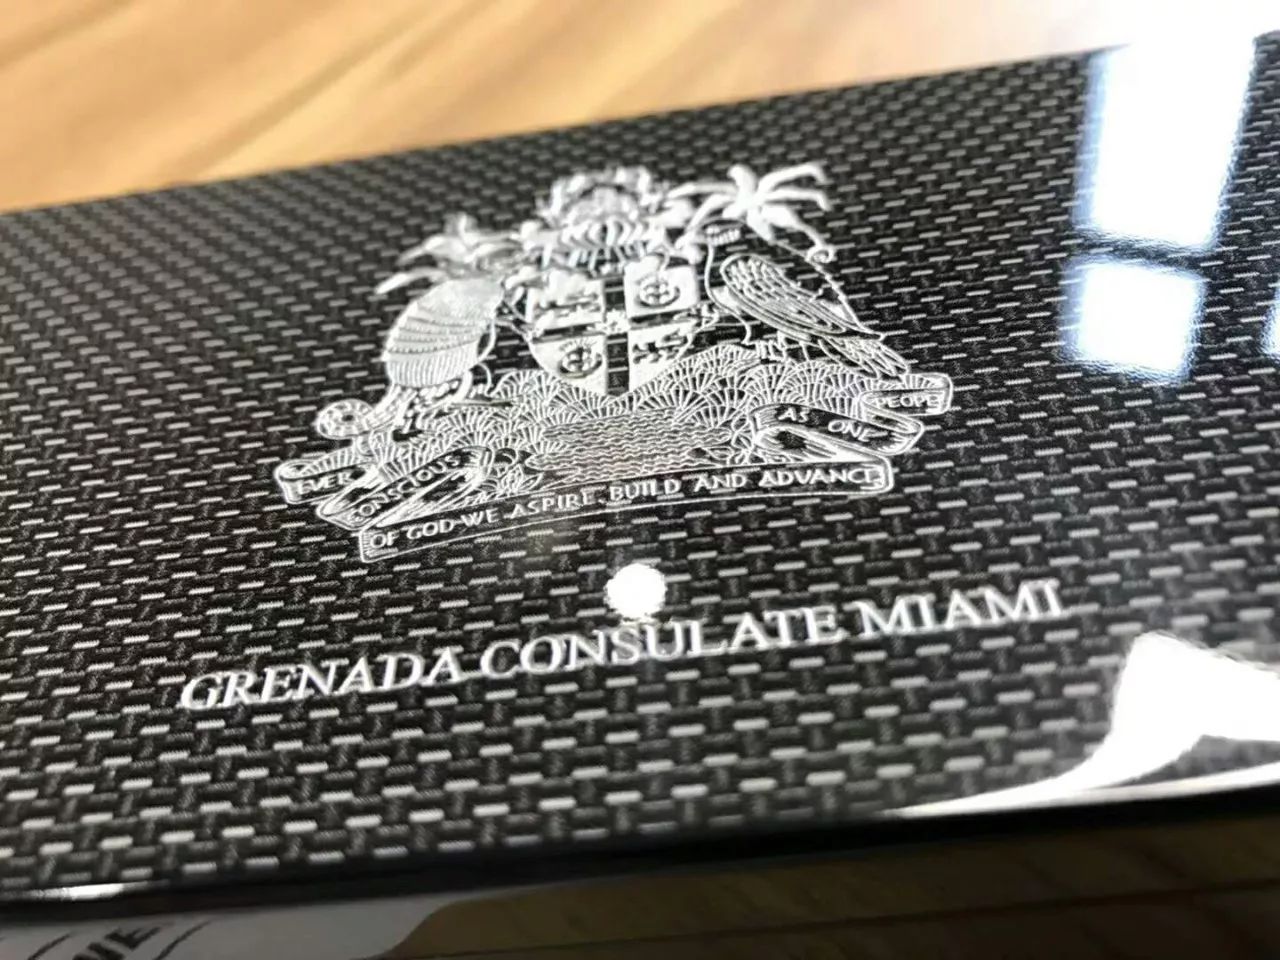 EVER CONSCIOUS OF GOD WE ASPIRE, BUILD AND ADVANCE AS ONE PEOPLE
GRENADA CONSULATE MIAMI